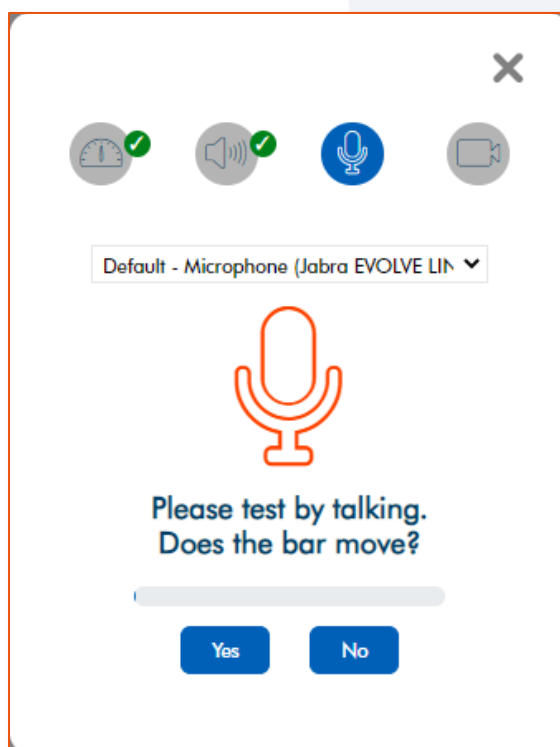 Default - Microphone (Jabra EVOLVE LIN
Please test by talking.
Does the bar move?
Yes
No